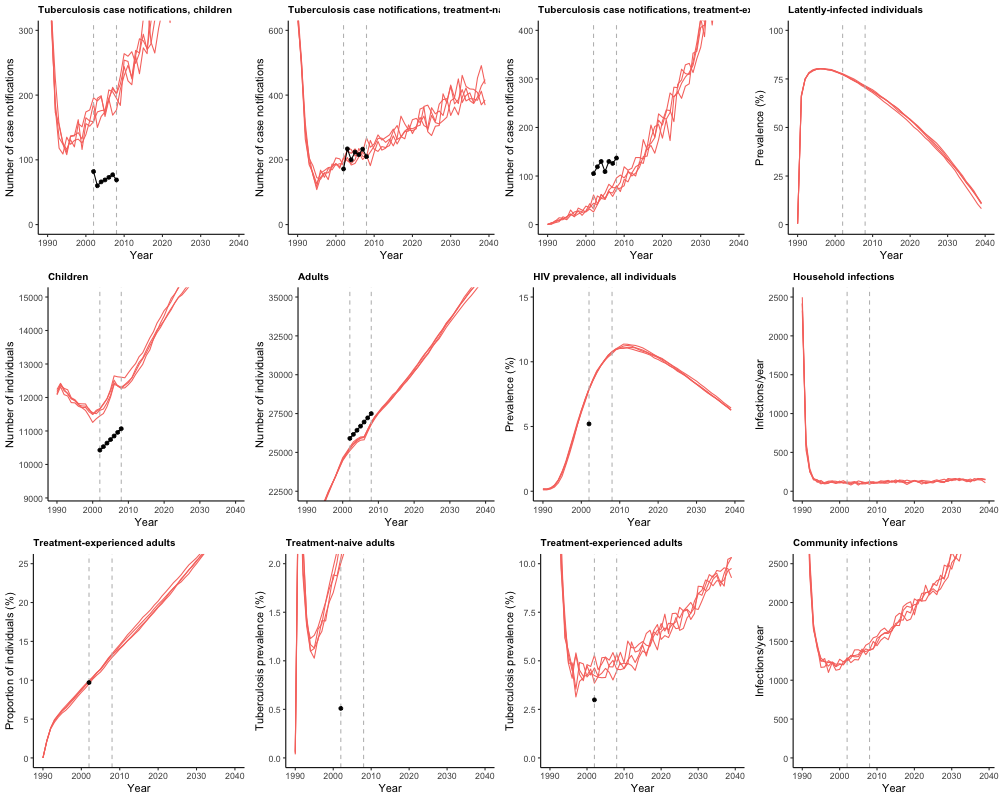 Tuberculosis case notifications, children
Number of case notifications
300
200
100
0
1990 2000 2010 2020 2030 2040
Year
Tuberculosis case notifications, treatment-na
Number of case notifications
600
400
200
0
1990 2000 2010 2020 2030 2040
Year
Tuberculosis case notifications, treatment-ex
Number of case notifications
400
300
200
100
0
1990 2000 2010 2020 2030 2040
Year
Latently-infected individuals
Prevalence (%)
100
75
50
25
0
1990 2000 2010 2020 2030 2040
Year
Children
Number of individuals
15000
14000
13000
12000
11000
10000
9000
1990 2000 2010 2020 2030 2040
Year
Adults
Number of individuals
35000
32500
30000
27500
25000
22500
1990 2000 2010 2020 2030 2040
Year
HIV prevalence, all individuals
Prevalence (%)
15
10
5
0
1990 2000 2010 2020 2030 2040
Year
Household infections
Infections/year
2500
2000
1500
1000
500
0
1990 2000 2010 2020 2030 2040
Year
Treatment-experienced adults
Proportion of individuals (%)
25
20
15
10
5
0
1990 2000 2010 2020 2030 2040
Year
Treatment-naive adults
Tuberculosis prevalence (%)
2.0
1.5
1.0
0.5
0.0
1990 2000 2010 2020 2030 2040
Year
Treatment-experienced adults
Tuberculosis prevalence (%)
10.0
7.5
5.0
2.5
0.0
1990 2000 2010 2020 2030 2040
Year
Community infections
Infections/year
2500
2000
1500
1000
500
0
1990 2000 2010 2020 2030 2040
Year